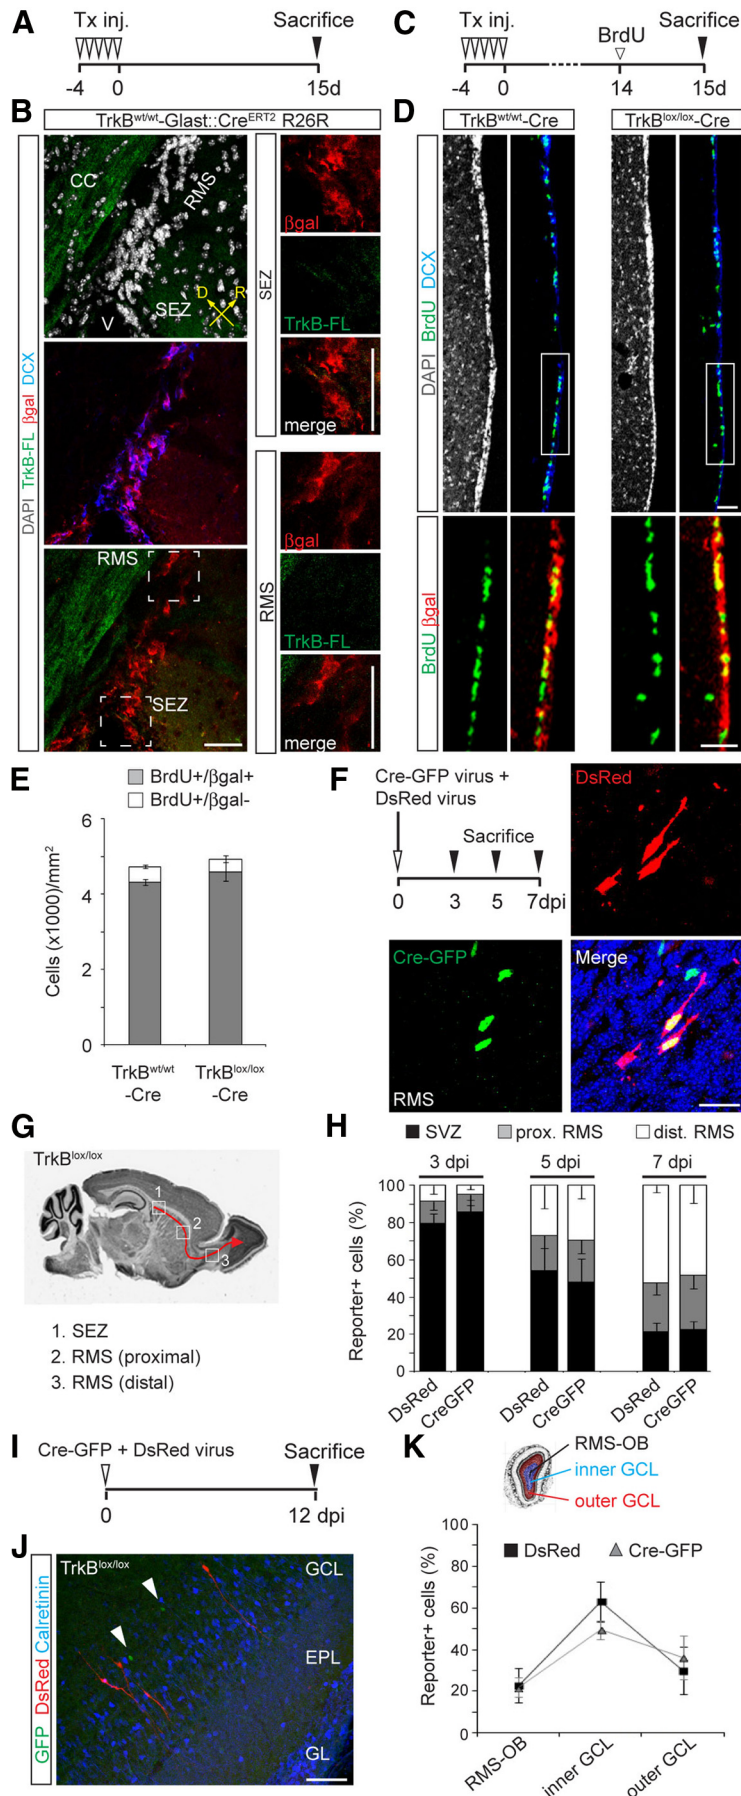 A
Tx inj.
Sacrifice
-4
0
15d
B
TrkBwt/wt-Glast::CreERT2 R26R
DAPI TrkB-FL βgal DCX
CC
RMS
SEZ
D
R
V
RMS
SEZ
SEZ
βgal
TrkB-FL
merge
RMS
βgal
TrkB-FL
merge
C
Tx inj.
Sacrifice
BrdU
-4
0
14
15d
D
TrkBwt/wt-Cre
TrkBlox/lox-Cre
DAPI BrdU DCX
BrdU βgal
E
BrdU+/βgal+
BrdU+/βgal-
Cells (x1000)/mm2
6
4
2
0
TrkBwt/wt
-Cre
TrkBlox/lox
-Cre
F
Cre-GFP virus +
DsRed virus
Sacrifice
0
3
5
7dpi
DsRed
Cre-GFP
RMS
Merge
G
TrkBlox/lox
1
2
3
1. SEZ
2. RMS (proximal)
3. RMS (distal)
H
SVZ
prox. RMS
dist. RMS
3 dpi
5 dpi
7 dpi
Reporter+ cells (%)
100
80
60
40
20
0
DsRed
CreGFP
DsRed
CreGFP
DsRed
CreGFP
I
Cre-GFP + DsRed virus
Sacrifice
0
12 dpi
J
GFP DsRed Calretinin
TrkBlox/lox
GCL
EPL
GL
K
RMS-OB
inner GCL
outer GCL
Reporter+ cells (%)
100
80
60
40
20
0
DsRed
Cre-GFP
RMS-OB
inner GCL
outer GCL